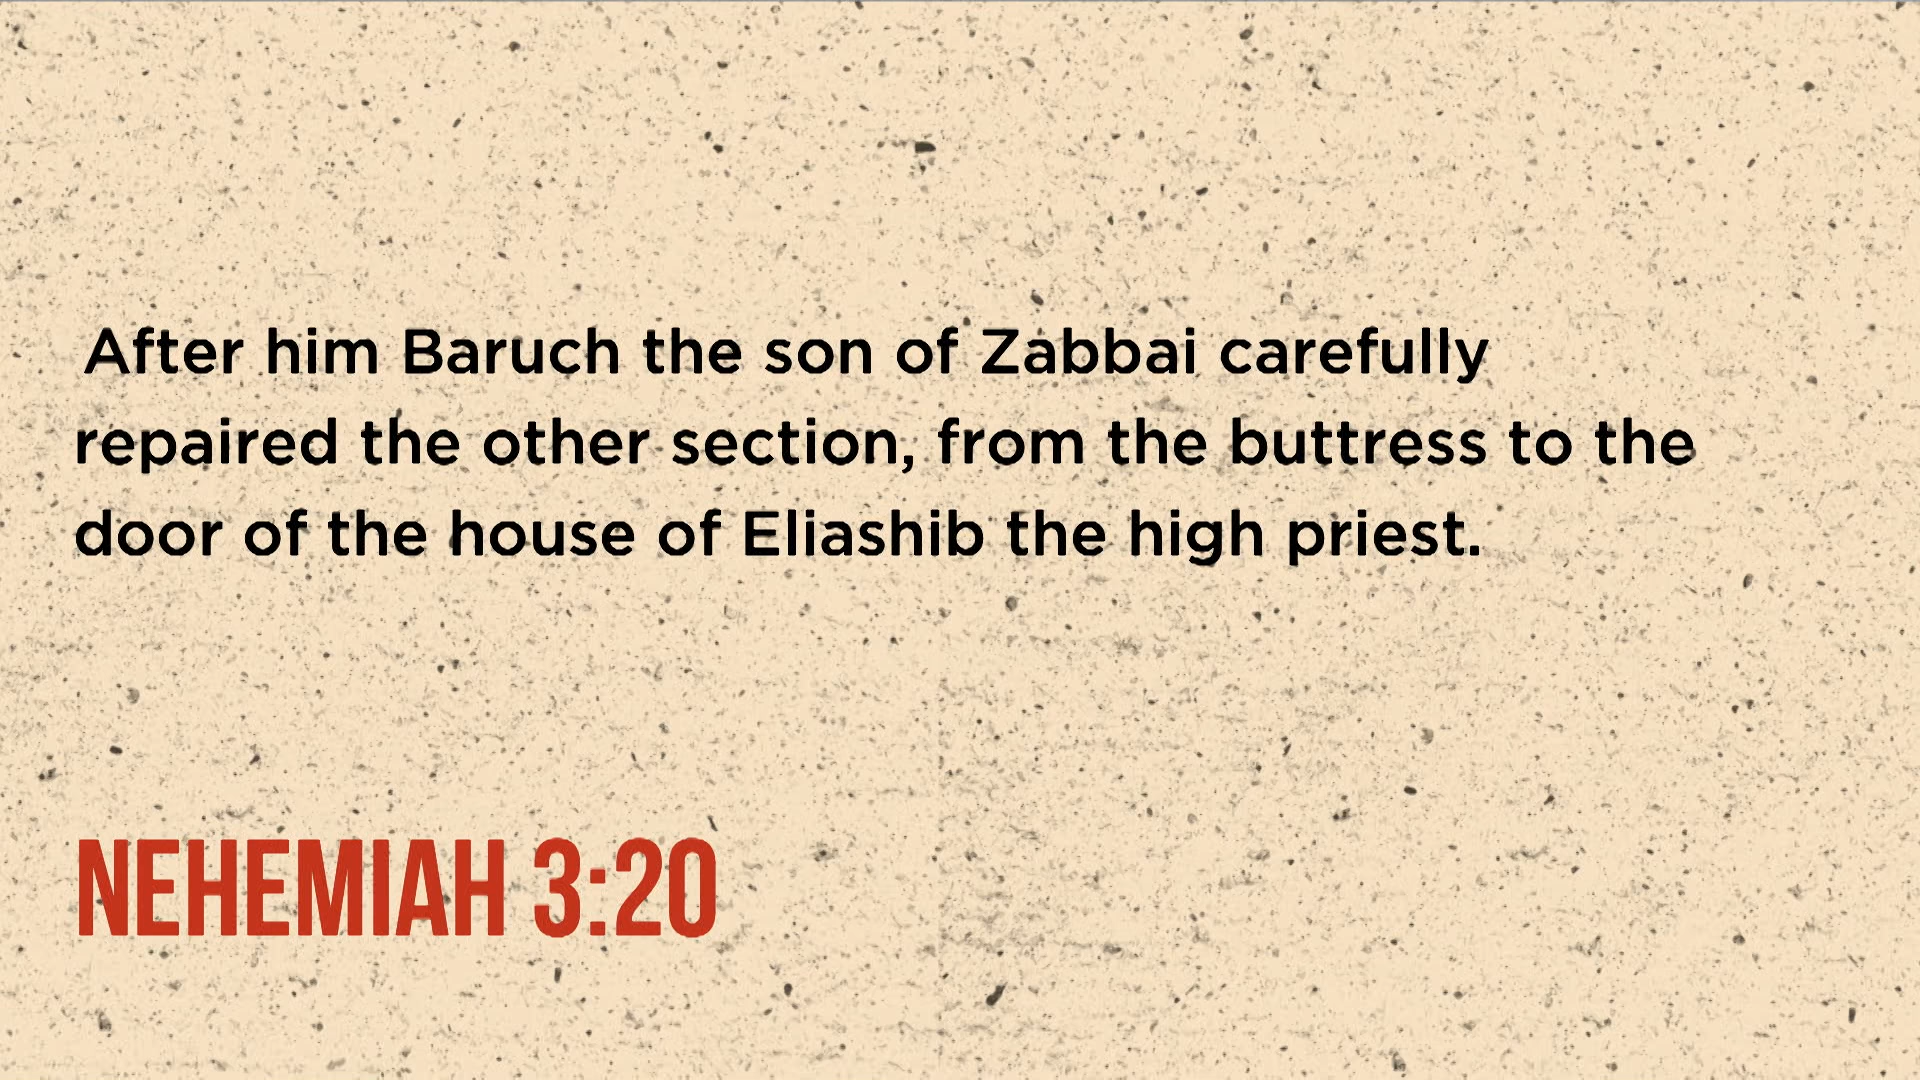 After him Baruch the son of Zabbai carefully
repaired the other section, from the buttress to the
door of the house of Eliashib the high priest.
NEHEMIAH 3:20